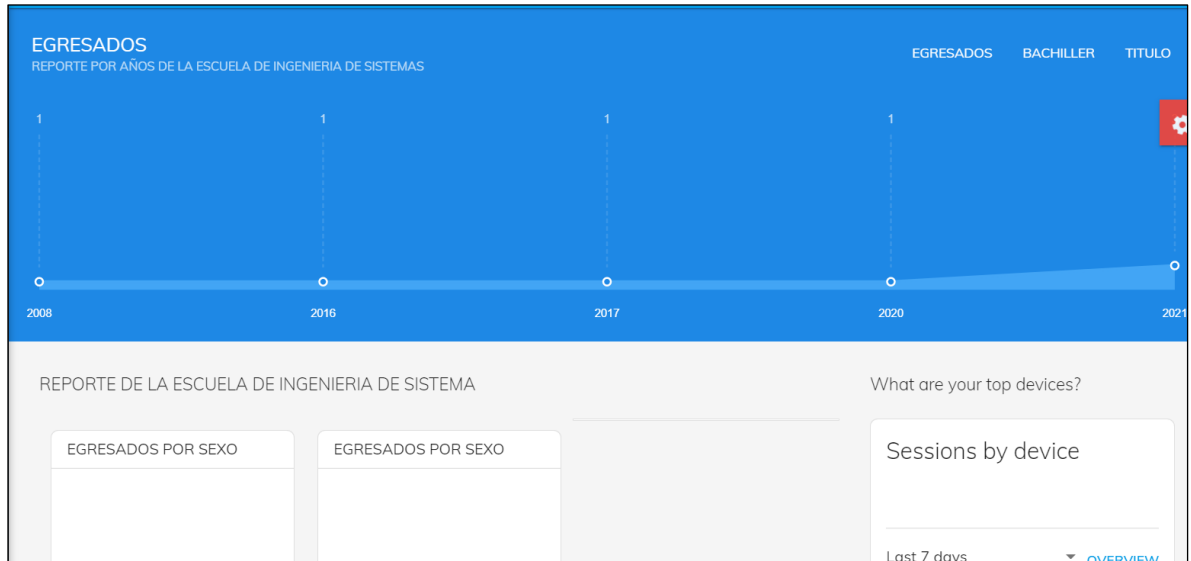 EGRESADOS
REPORTE POR AÑOS DE LA ESCUELA DE INGENIERIA DE SISTEMAS
EGRESADOS BACHILLER TITULO
1 1 1 1
2008 2016 2017 2020 2021
REPORTE DE LA ESCUELA DE INGENIERIA DE SISTEMA
What are your top devices?
EGRESADOS POR SEXO
EGRESADOS POR SEXO
Sessions by device
Last 7 days
OVERVIEW